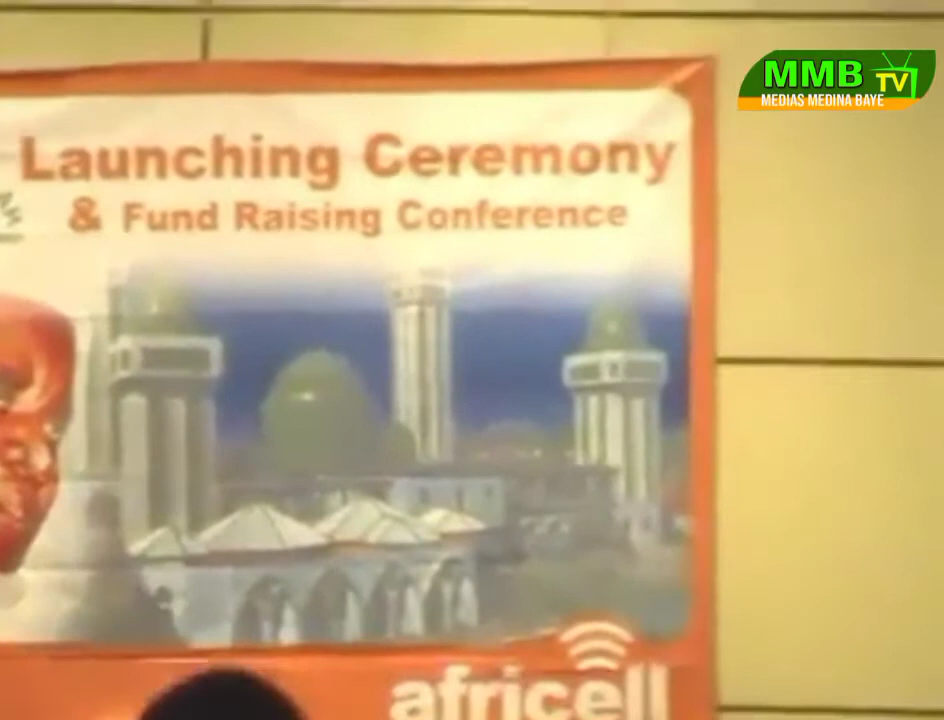 MMB TV
MEDIAS MEDINA BAYE
Launching Ceremony
& Fund Raising Conference
africell